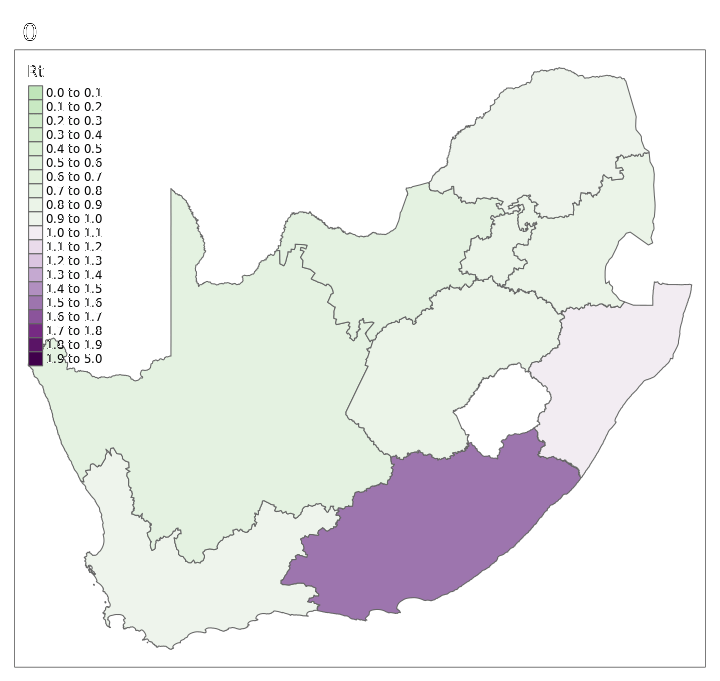 0
Rt
0.0 to 0.1
0.1 to 0.2
0.2 to 0.3
0.3 to 0.4
0.4 to 0.5
0.5 to 0.6
0.6 to 0.7
0.7 to 0.8
0.8 to 0.9
0.9 to 1.0
1.0 to 1.1
1.1 to 1.2
1.2 to 1.3
1.3 to 1.4
1.4 to 1.5
1.5 to 1.6
1.6 to 1.7
1.7 to 1.8
1.8 to 1.9
1.9 to 5.0